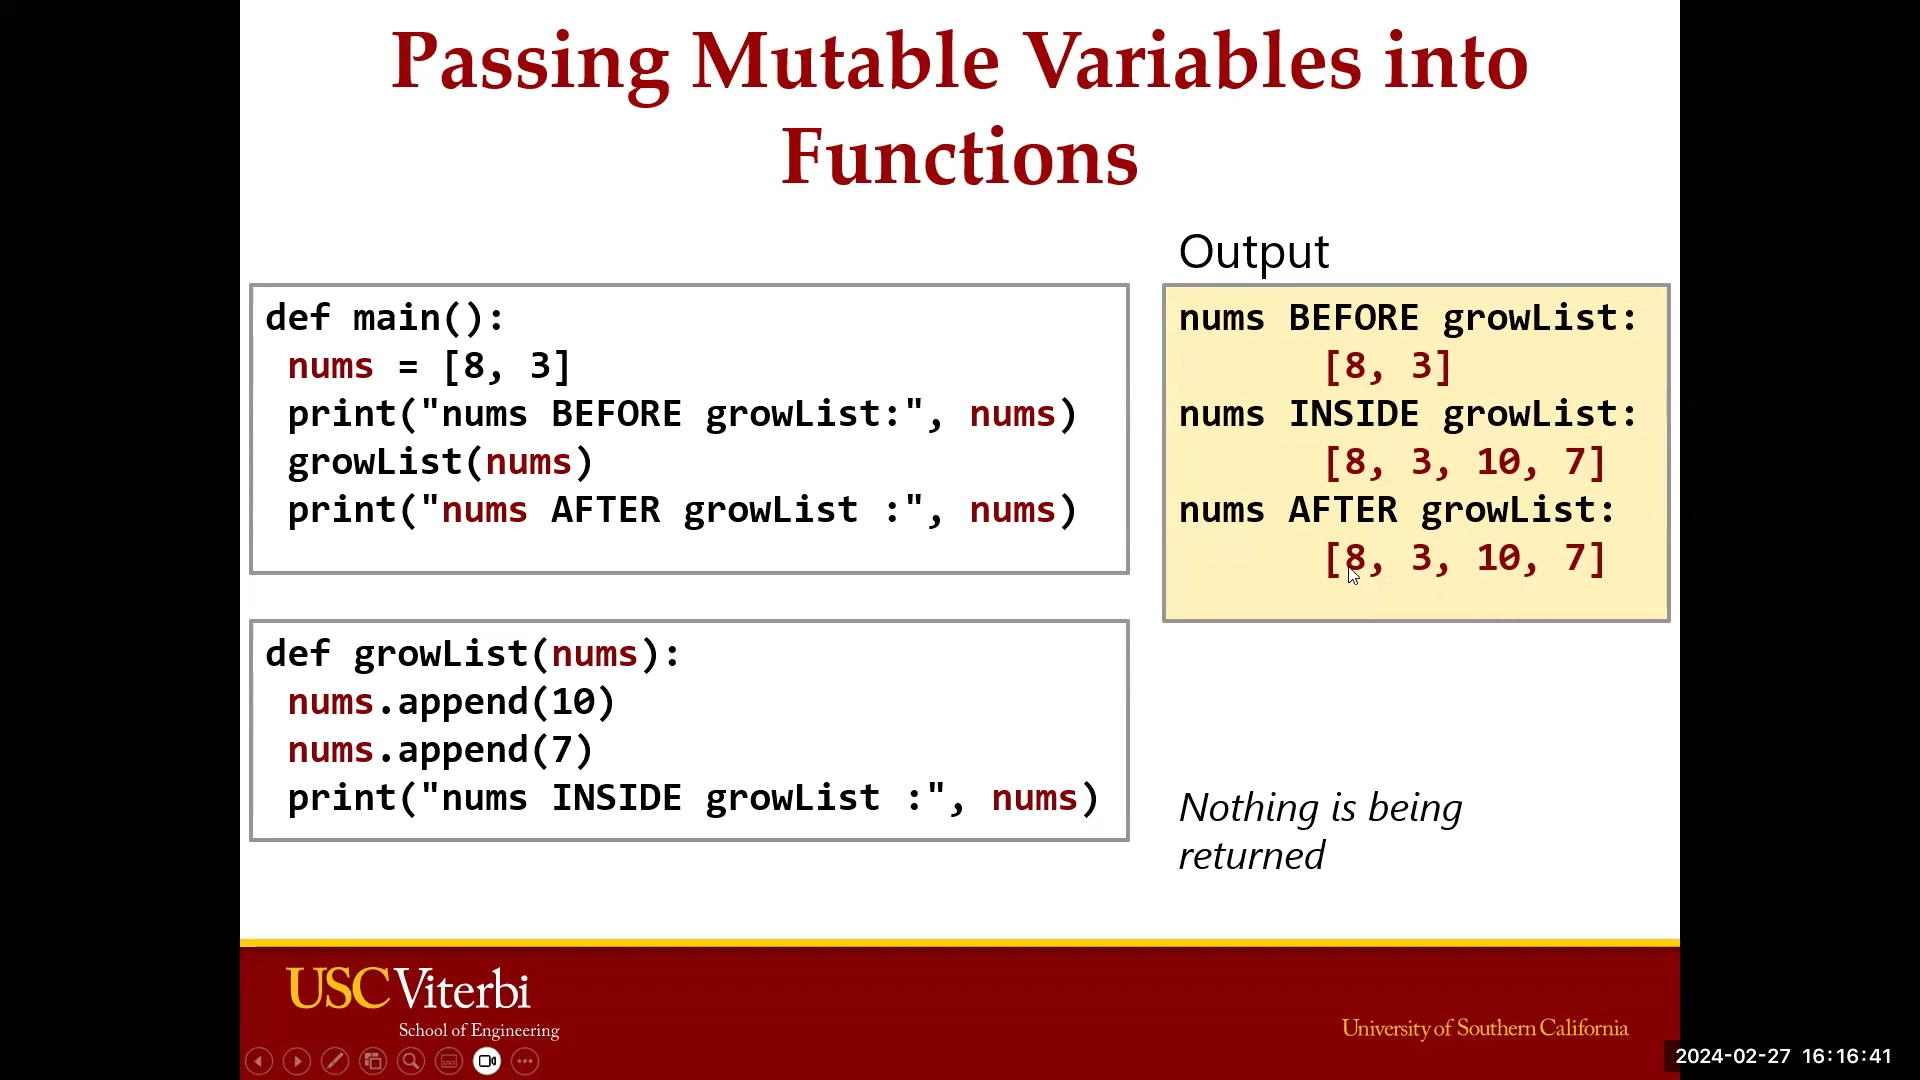 Passing Mutable Variables into
Functions
def main():
nums = [8, 3]
print("nums BEFORE growList:", nums)
growList(nums)
print("nums AFTER growList :", nums)
def growList(nums):
nums.append(10)
nums.append(7)
print("nums INSIDE growList :", nums)
Output
nums BEFORE growList:
[8, 3]
nums INSIDE growList:
[8, 3, 10, 7]
nums AFTER growList:
[8, 3, 10, 7]
Nothing is being
returned
USC Viterbi
School of Engineering
University of Southern California
2024-02-27 16:16:41